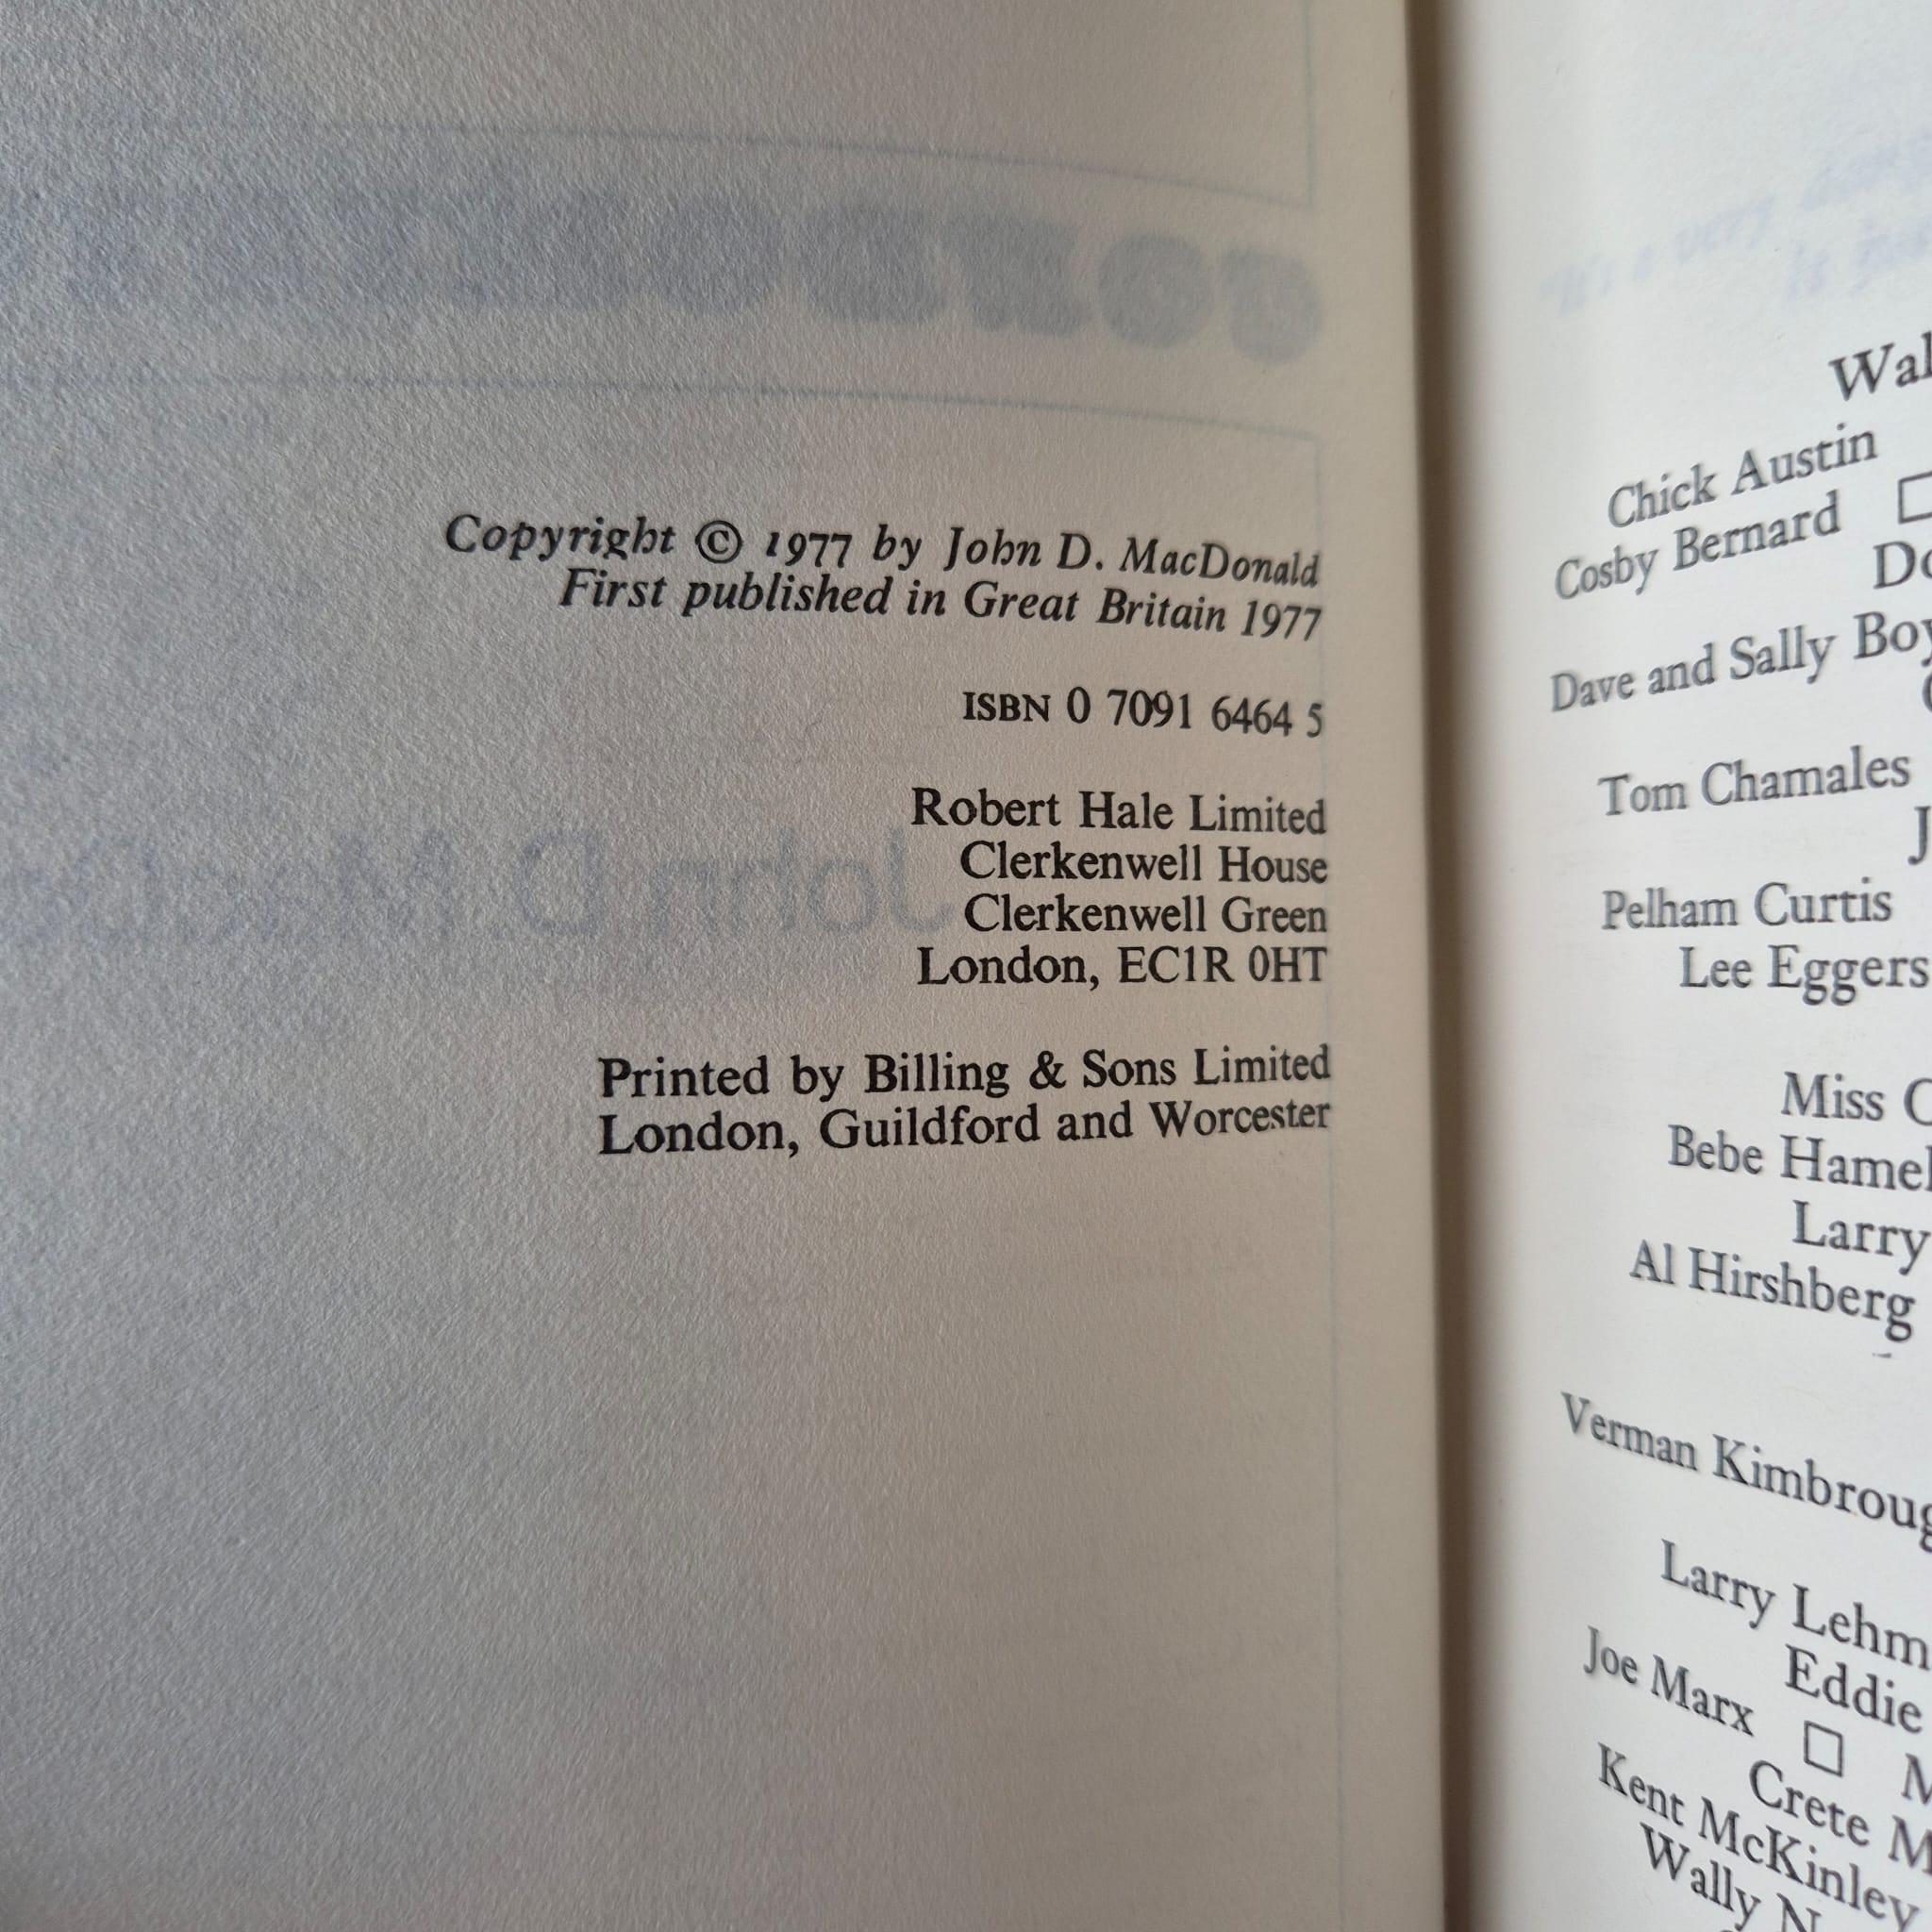 Copyright © 1977 by John D. MacDonald
First published in Great Britain 1977
ISBN 0 7091 6464 5
Robert Hale Limited
Clerkenwell House
Clerkenwell Green
London, EC1R 0HT
Printed by Billing & Sons Limited
London, Guildford and Worcester
Chick Austin
Cosby Bernard
Dave and Sally
Tom Chamales
Pelham Curtis
Lee Eggers
Miss
Bebe
Larry
Al Hirshberg
Verman
Larry
Eddie
Joe Marx
Crete
Kent McKinley
Wally